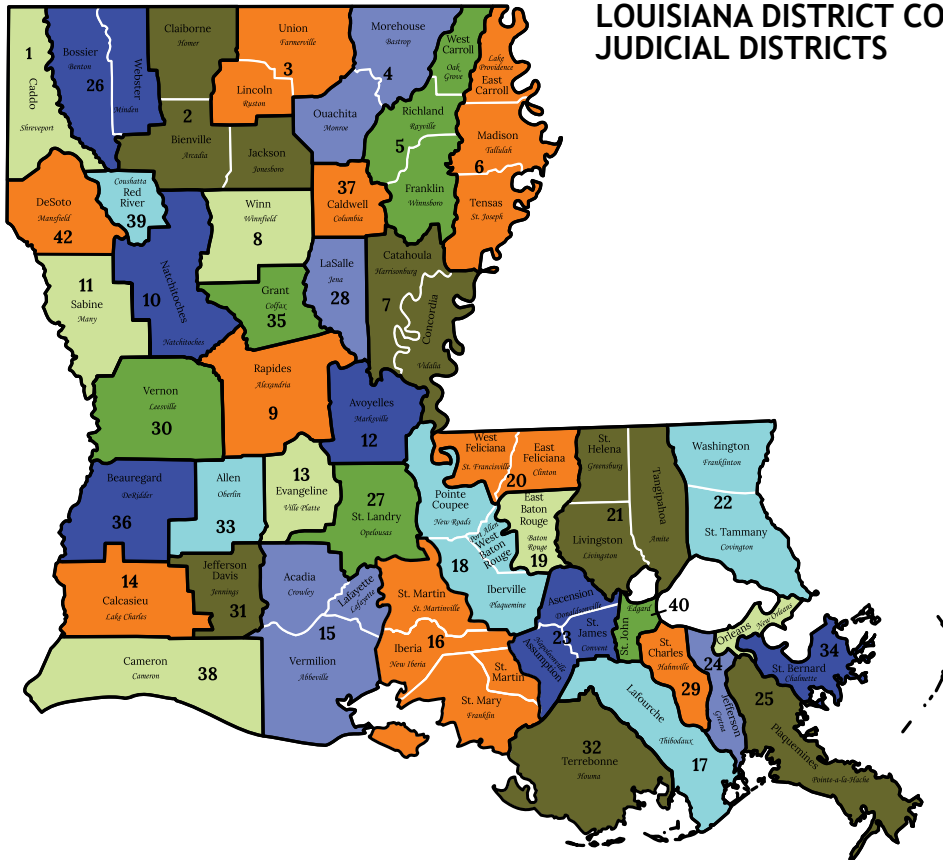 LOUISIANA DISTRICT CO
JUDICIAL DISTRICTS
1
Caddo
Shreveport
Bossier
Benton
26
Webster
Minden
Claiborne
Homer
2
Bienville
Arcadia
Jackson
Jonesboro
Union
Farmerville
3
Lincoln
Ruston
Morehouse
Bastrop
4
Ouachita
Monroe
West
Carroll
Oak
Grove
Richland
Rayville
5
Franklin
Winnsboro
Lake
Providence
East
Carroll
Madison
Tallulah
6
Tensas
St. Joseph
37
Caldwell
Columbia
DeSoto
Mansfield
42
Coushatta
Red
River
39
Winn
Winnfield
8
Natchitoches
10
Natchitoches
11
Sabine
Many
Grant
Colfax
35
LaSalle
Jena
28
Catahoula
Harrisonburg
7
Concordia
Vidalia
Vernon
Leesville
30
Rapides
Alexandria
9
Avoyelles
Marksville
12
Beauregard
DeRidder
36
Allen
Oberlin
33
13
Evangeline
Ville Platte
27
St. Landry
Opelousas
Pointe
Coupee
New Roads
Port Allen
West
Baton
Rouge
18
Iberville
Plaquemine
West
Feliciana
St. Francisville
East
Feliciana
Clinton
20
East
Baton
Rouge
Baton
Rouge
19
St.
Helena
Greensburg
21
Livingston
Livingston
Tangipahoa
Amite
Washington
Franklinton
22
St. Tammany
Covington
14
Calcasieu
Lake Charles
Jefferson
Davis
Jennings
31
Acadia
Crowley
Lafayette
Lafayette
15
Vermilion
Abbeville
Cameron
Cameron
38
St. Martin
St. Martinville
16
Iberia
New Iberia
St.
Martin
St. Mary
Franklin
Ascension
Donaldsonville
23
St.
James
Convent
Assumption
Napoleonville
Edgard
St. John
40
St.
Charles
Hahnville
29
24
Jefferson
Gretna
Orleans
New Orleans
34
St. Bernard
Chalmette
25
Plaquemines
Pointe-a-la-Hache
Lafourche
Thibodaux
17
32
Terrebonne
Houma